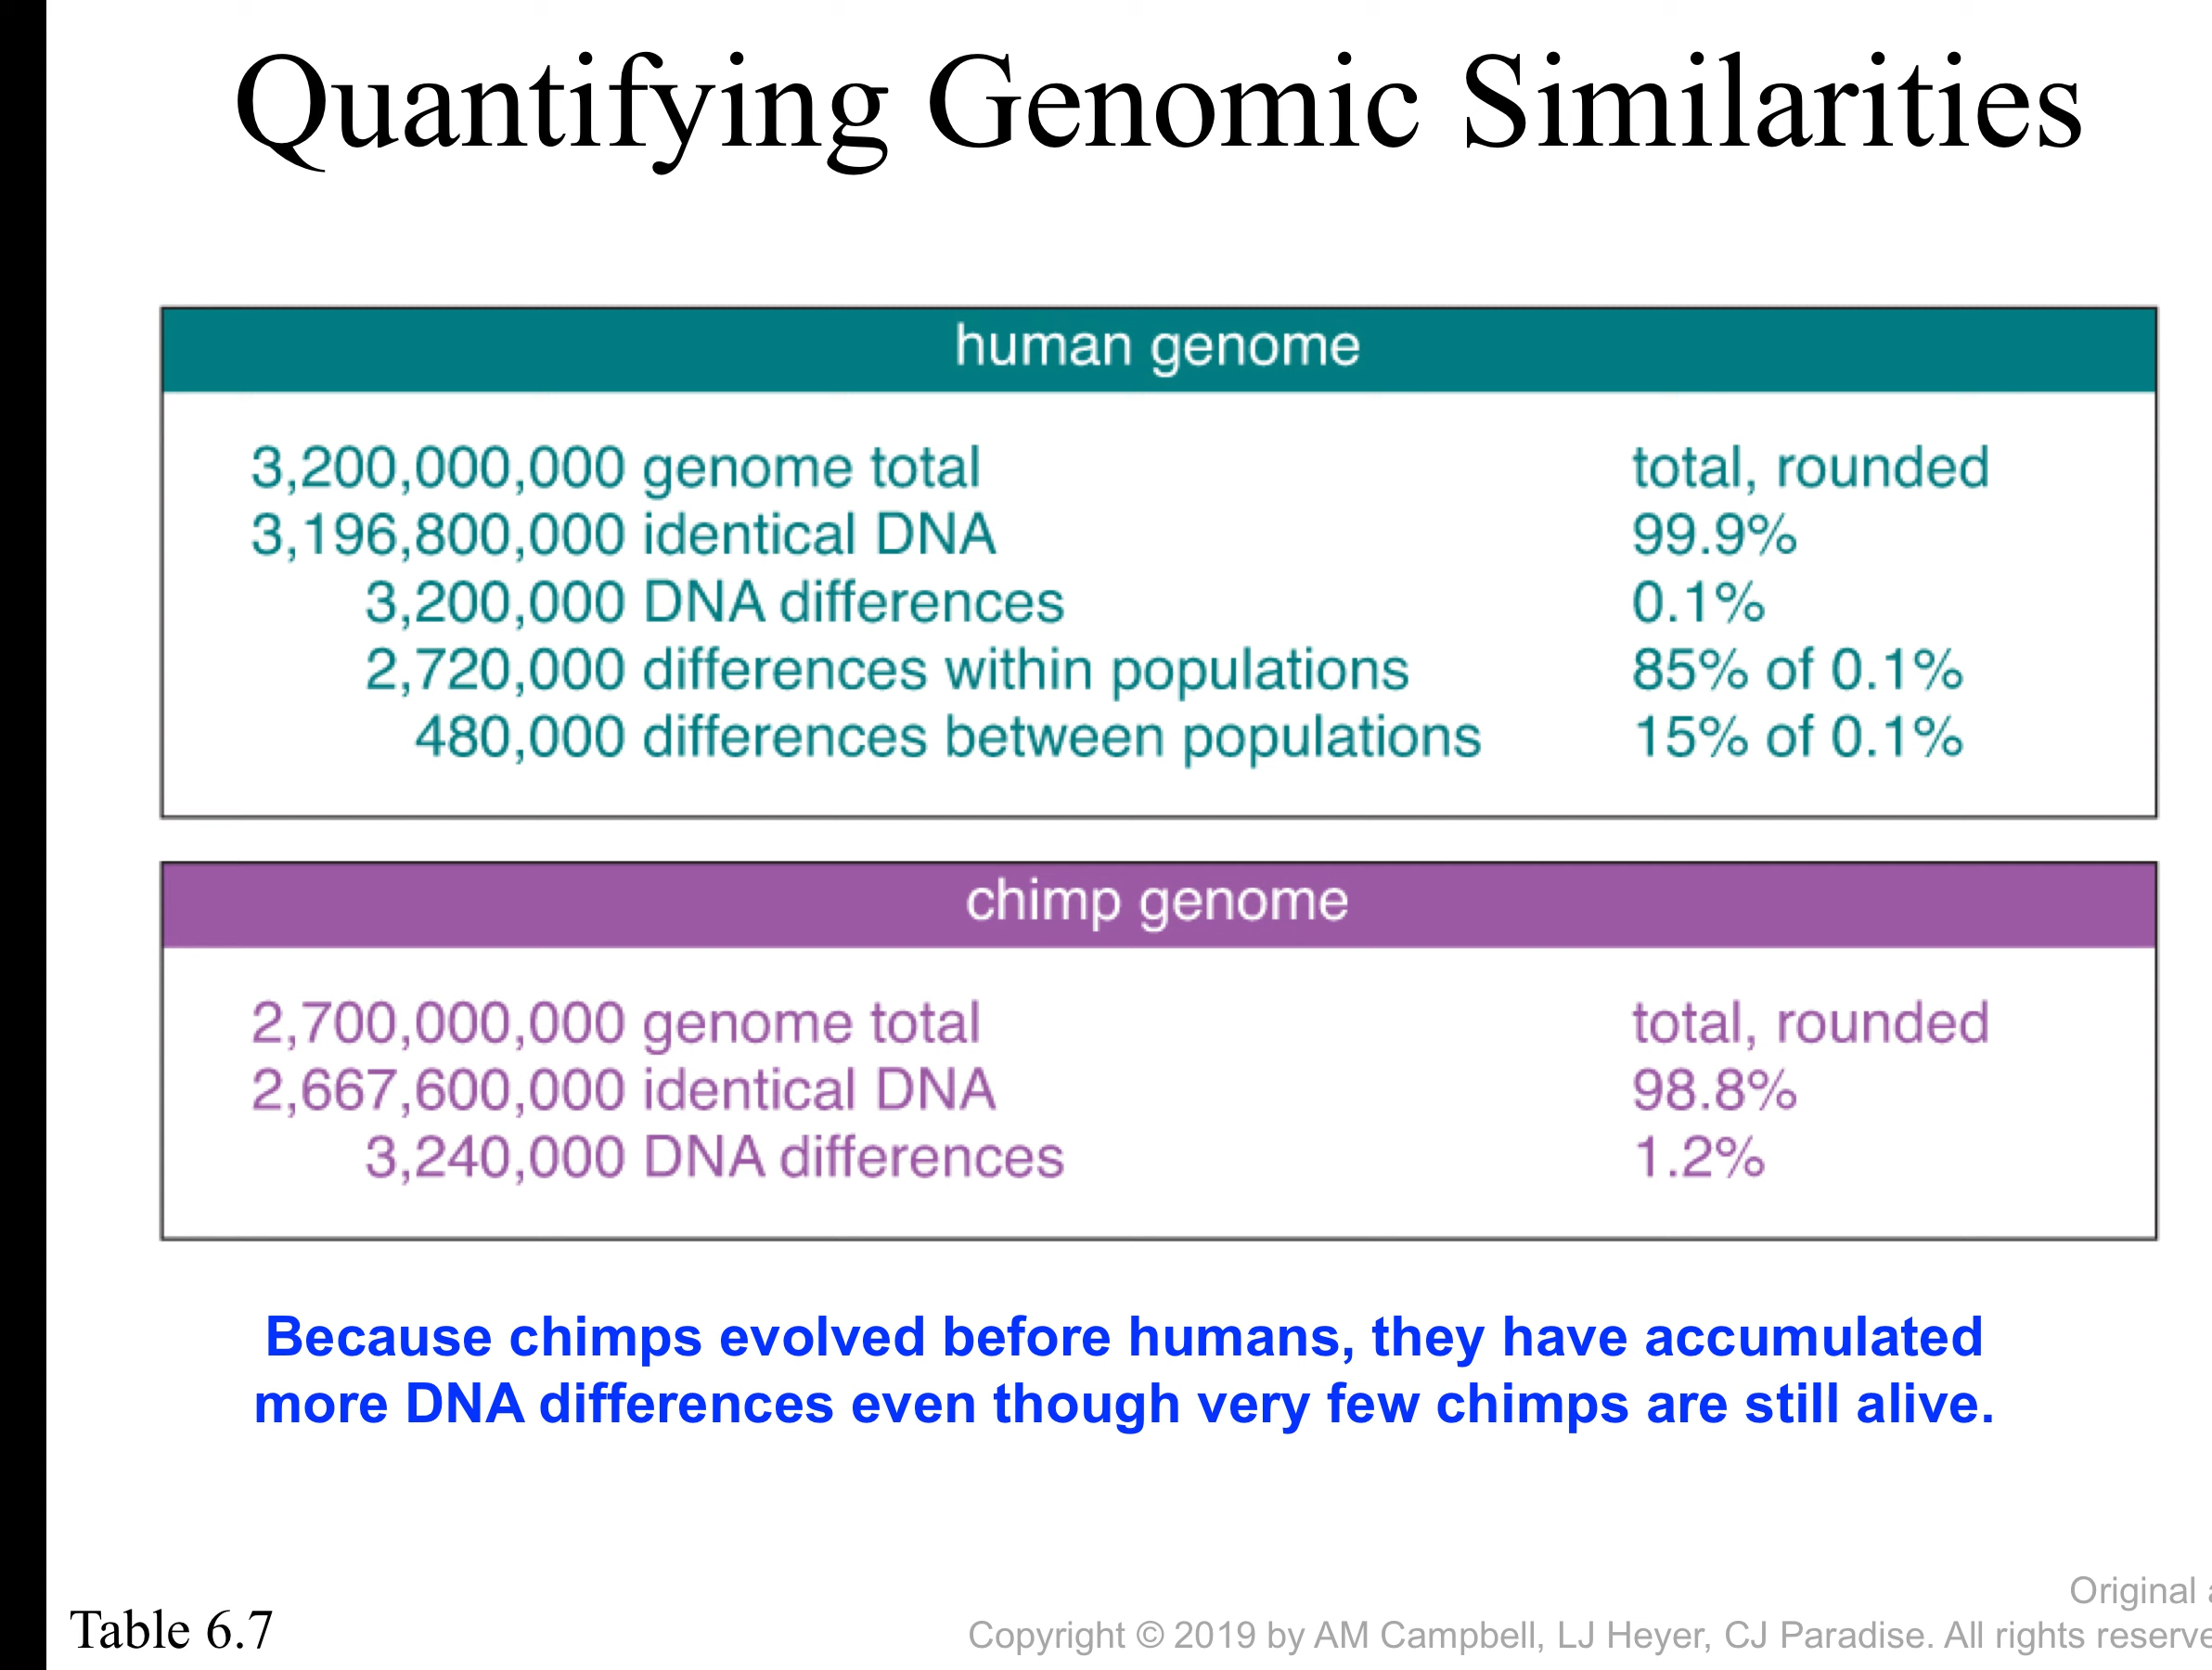 Quantifying Genomic Similarities
human genome
3,200,000,000 genome total total, rounded
3,196,800,000 identical DNA 99.9%
3,200,000 DNA differences 0.1%
2,720,000 differences within populations 85% of 0.1%
480,000 differences between populations 15% of 0.1%
chimp genome
2,700,000,000 genome total total, rounded
2,667,600,000 identical DNA 98.8%
3,240,000 DNA differences 1.2%
Because chimps evolved before humans, they have accumulated
more DNA differences even though very few chimps are still alive.
Table 6.7
Original
Copyright © 2019 by AM Campbell, LJ Heyer, CJ Paradise. All rights